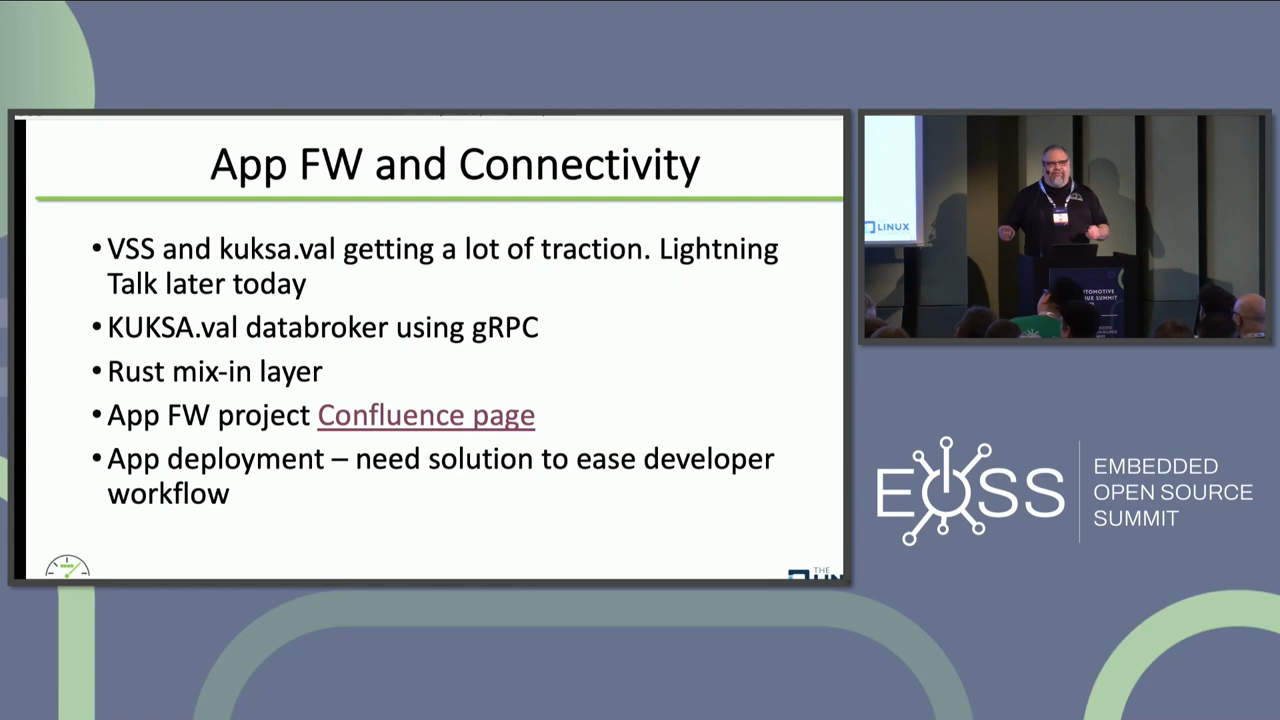 App FW and Connectivity
• VSS and kuksa.val getting a lot of traction. Lightning
Talk later today
• KUKSA.val databroker using gRPC
• Rust mix-in layer
• App FW project Confluence page
• App deployment – need solution to ease developer
workflow
THE
LINUX
EOSS
EMBEDDED
OPEN SOURCE
SUMMIT